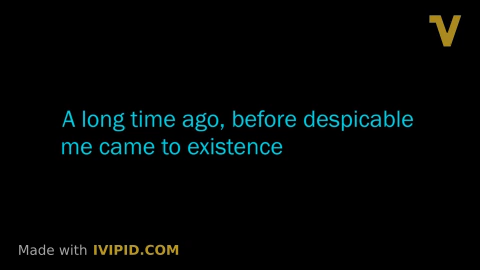 V
A long time ago, before despicable
me came to existence
Made with IVIPID.COM